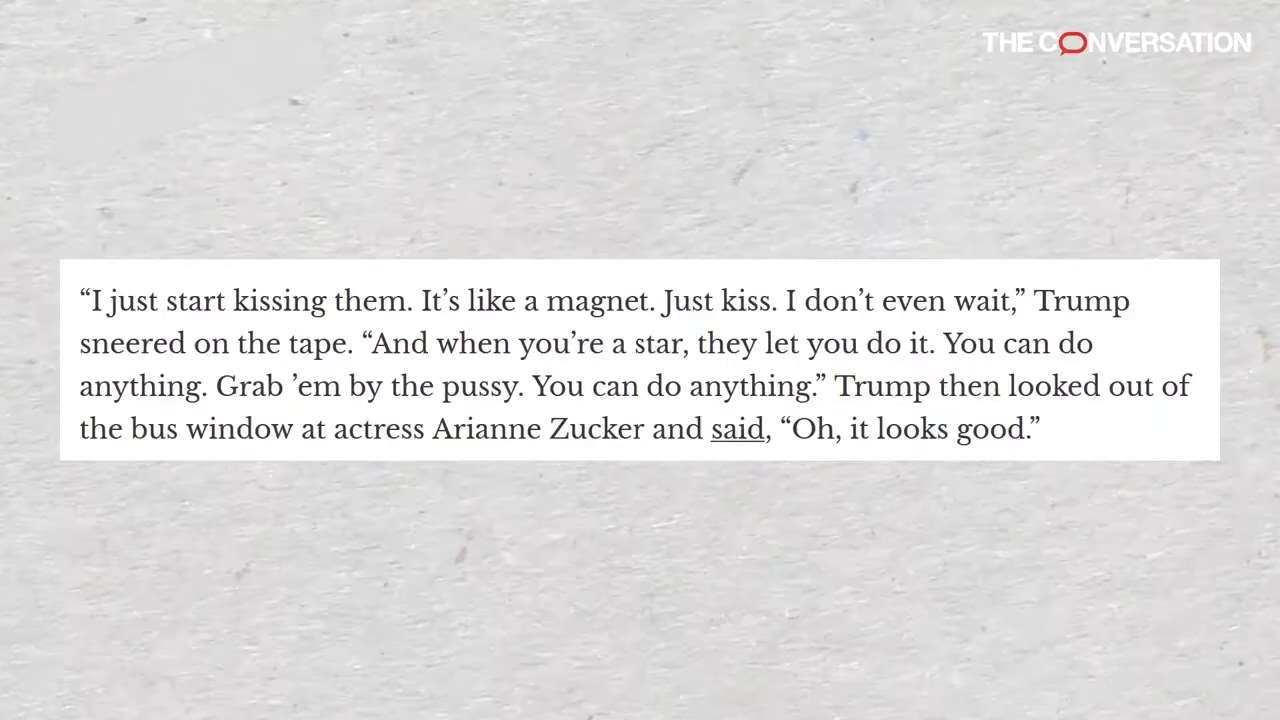 THE CONVERSATION
“I just start kissing them. It’s like a magnet. Just kiss. I don’t even wait,” Trump
sneered on the tape. “And when you’re a star, they let you do it. You can do
anything. Grab ’em by the pussy. You can do anything.” Trump then looked out of
the bus window at actress Arianne Zucker and said, “Oh, it looks good.”